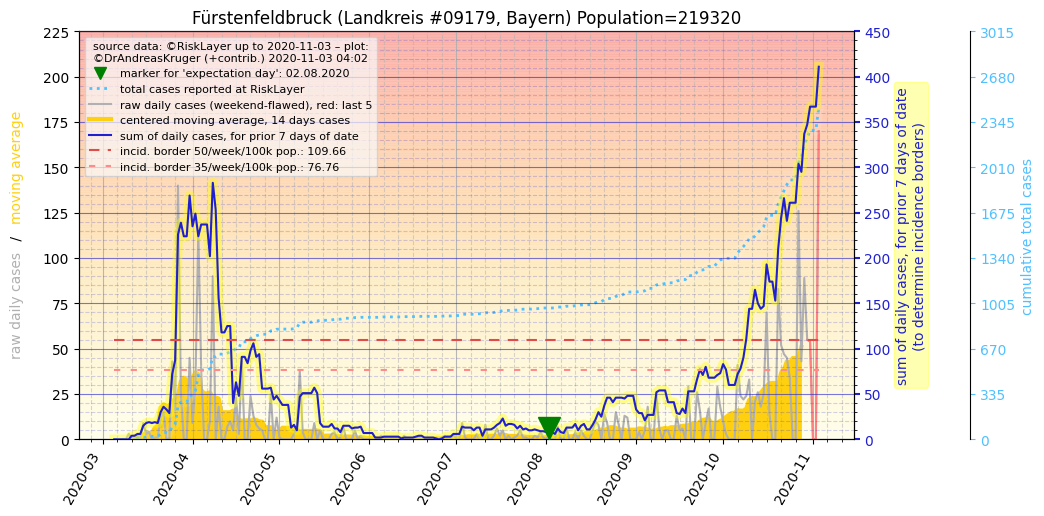 Fürstenfeldbruck (Landkreis #09179, Bayern) Population=219320
source data: ©RiskLayer up to 2020-11-03 – plot:
©DrAndreasKruger (+contrib.) 2020-11-03 04:02
marker for 'expectation day': 02.08.2020
total cases reported at RiskLayer
raw daily cases (weekend-flawed), red: last 5
centered moving average, 14 days cases
sum of daily cases, for prior 7 days of date
incid. border 50/week/100k pop.: 109.66
incid. border 35/week/100k pop.: 76.76
raw daily cases / moving average
225
200
175
150
125
100
75
50
25
0
2020-03
2020-04
2020-05
2020-06
2020-07
2020-08
2020-09
2020-10
2020-11
450
400
350
300
250
200
150
100
50
0
sum of daily cases, for prior 7 days of date
(to determine incidence borders)
3015
2680
2345
2010
1675
1340
1005
670
335
0
cumulative total cases